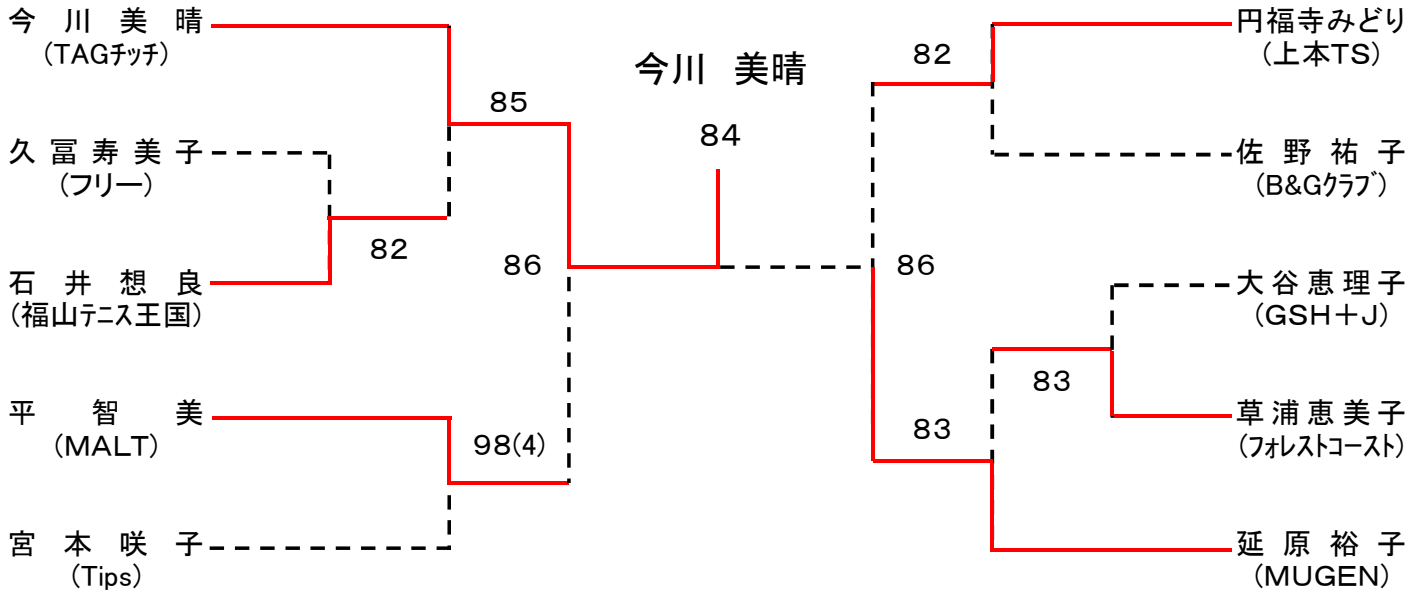 今川美晴
(TAGﾁｯﾁ)
久冨寿美子
(フリー)
石井想良
(福山ﾃﾆｽ王国)
平智美
(MALT)
宮本咲子
(Tips)
85
82
86
98(4)
今川　美晴
84
82
86
83
83
円福寺みどり
(上本TS)
佐野祐子
(B&Gｸﾗﾌﾞ)
大谷恵理子
(GSH＋J)
草浦恵美子
(ﾌｫﾚｽﾄｺｰｽﾄ)
延原裕子
(MUGEN)